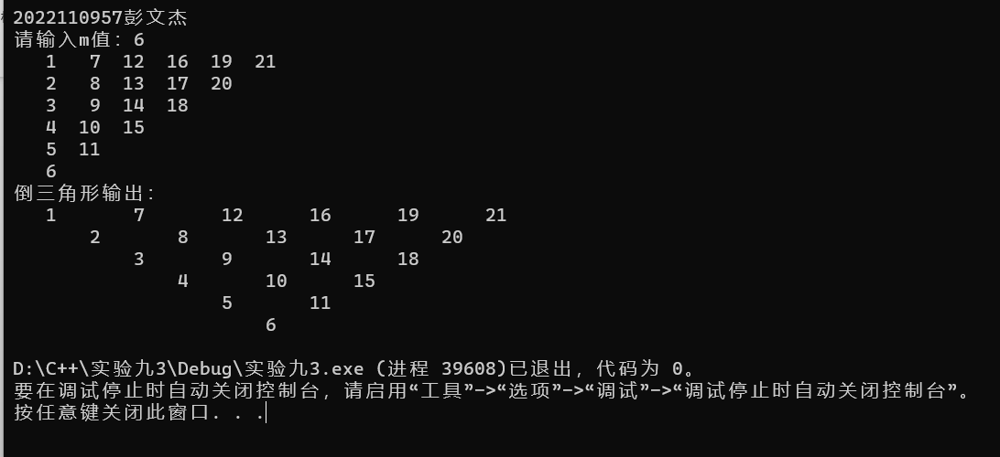 2022110957彭文杰
请输入m值: 6
   1   7  12  16  19  21
   2   8  13  17  20
   3   9  14  18
   4  10  15
   5  11
   6
倒三角形输出:
   1       7       12      16      19      21
       2       8       13      17      20
           3       9       14      18
               4       10      15
                   5       11
                       6
D:\C++\实验九3\Debug\实验九3.exe (进程 39608)已退出，代码为 0。
要在调试停止时自动关闭控制台，请启用“工具”->“选项”->“调试”->“调试停止时自动关闭控制台”。
按任意键关闭此窗口. . .